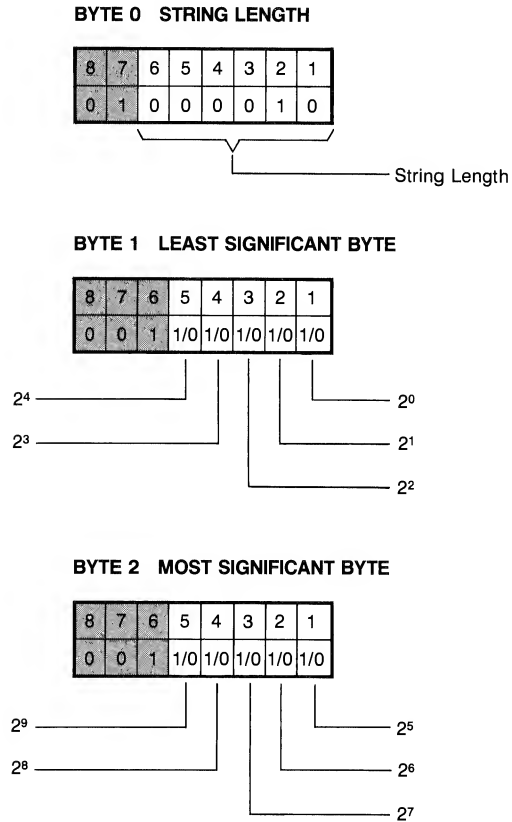 BYTE 0 STRING LENGTH
8 7 6 5 4 3 2 1
0 1 0 0 0 0 1 0
String Length
BYTE 1 LEAST SIGNIFICANT BYTE
8 7 6 5 4 3 2 1
0 0 1 1/0 1/0 1/0 1/0 1/0
2⁴ 2⁰
2³ 2¹
2²
BYTE 2 MOST SIGNIFICANT BYTE
8 7 6 5 4 3 2 1
0 0 1 1/0 1/0 1/0 1/0 1/0
2⁹ 2⁵
2⁸ 2⁶
2⁷